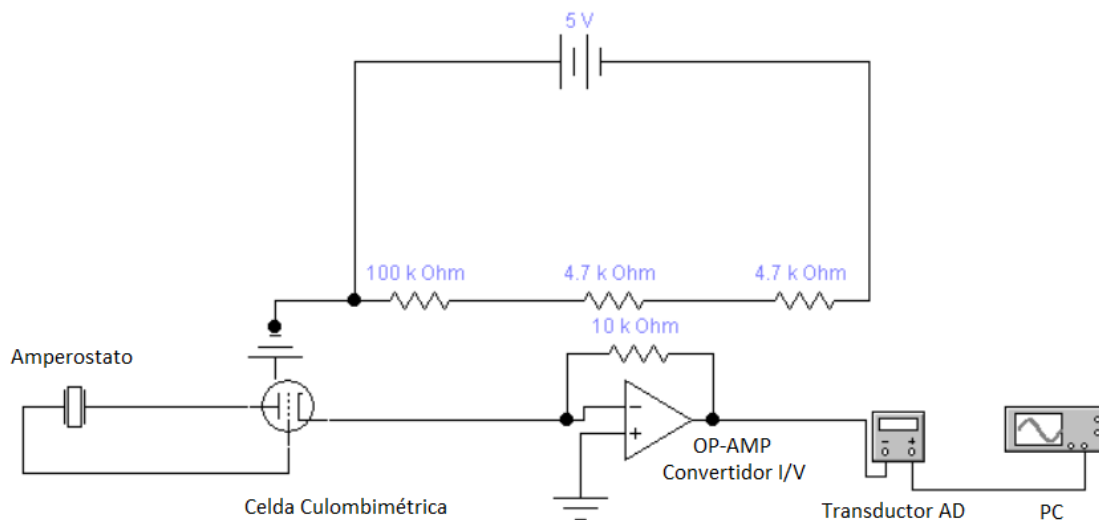 5 V
100 k Ohm
4.7 k Ohm
4.7 k Ohm
10 k Ohm
Amperostato
OP-AMP
Convertidor I/V
Celda Culombimétrica
Transductor AD
PC